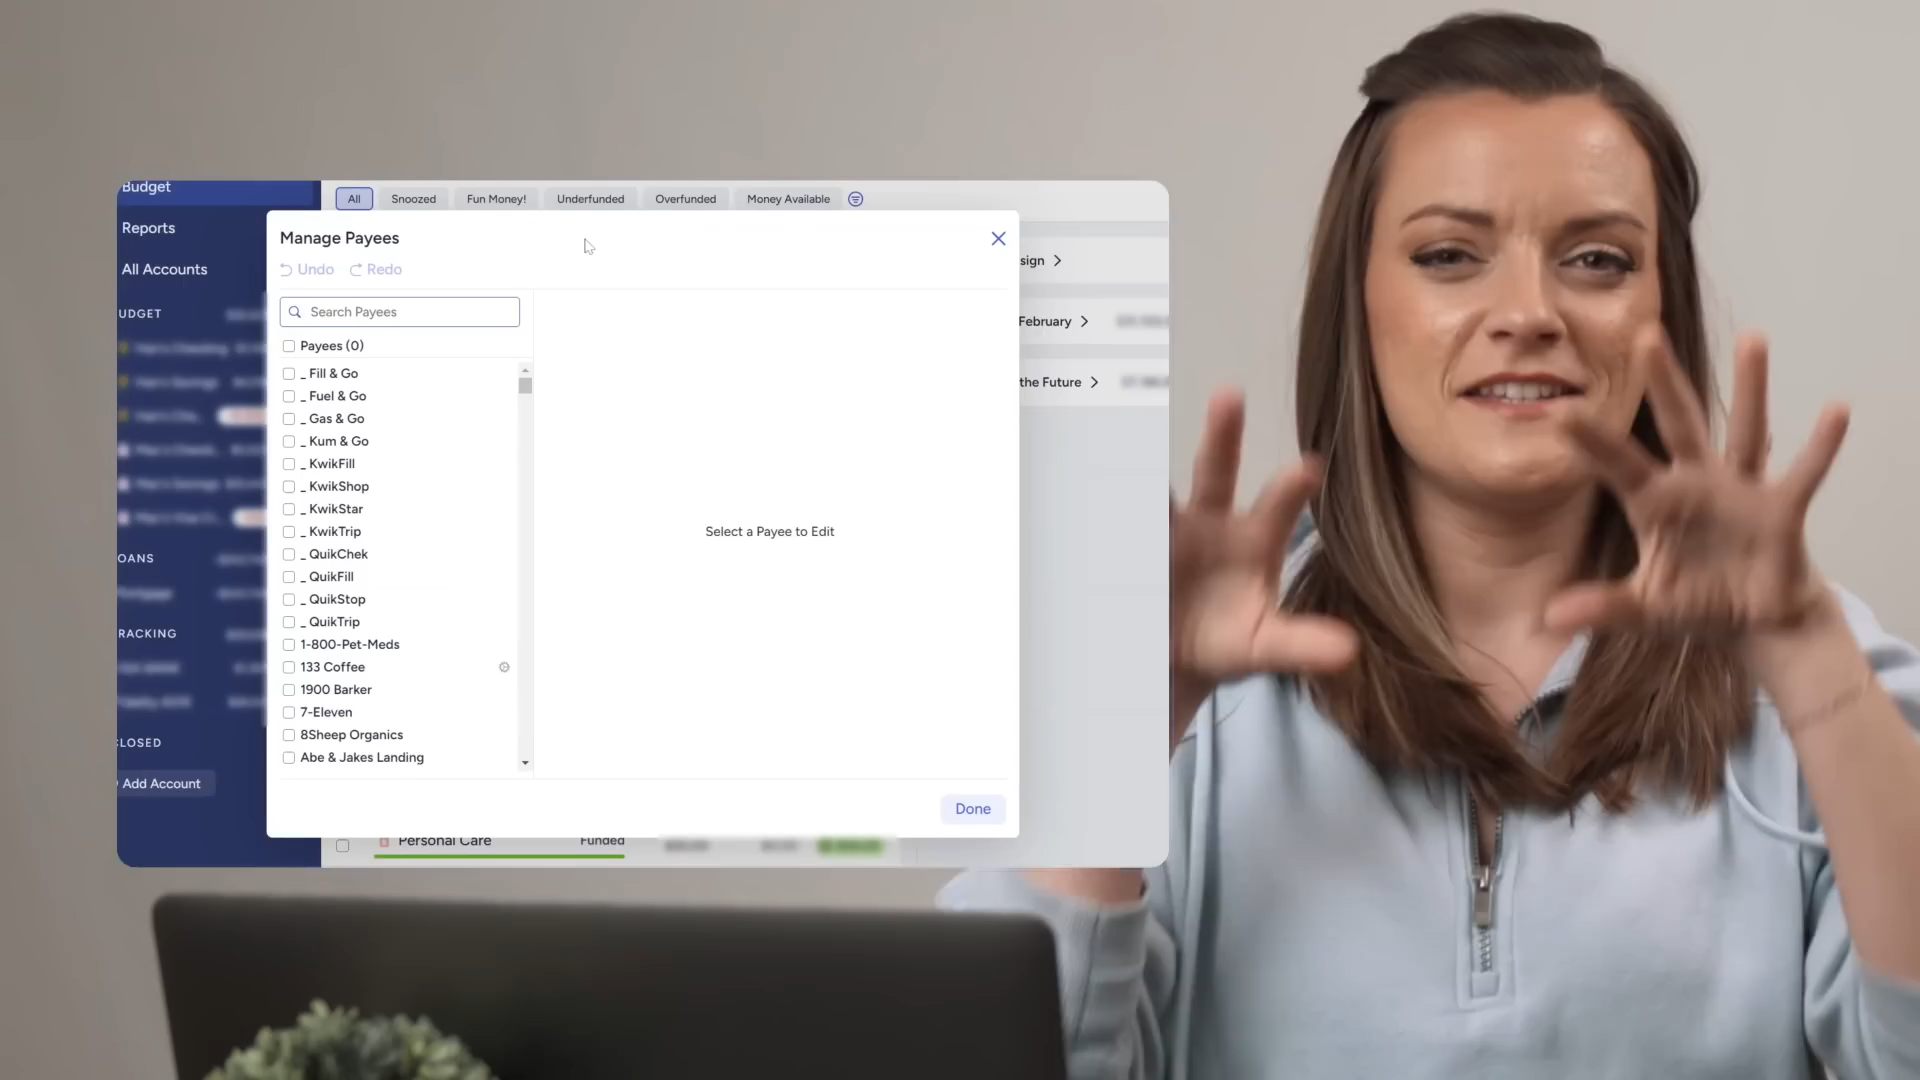 Budget
Reports
All Accounts
UDGET
OANS
RACKING
LOSED
Add Account
All
Snoozed
Fun Money!
Underfunded
Overfunded
Money Available
sign
February
the Future
Manage Payees
Undo
Redo
Search Payees
Payees (0)
_ Fill & Go
_ Fuel & Go
_ Gas & Go
_ Kum & Go
_ KwikFill
_ KwikShop
_ KwikStar
_ KwikTrip
_ QuikChek
_ QuikFill
_ QuikStop
_ QuikTrip
1-800-Pet-Meds
133 Coffee
1900 Barker
7-Eleven
8Sheep Organics
Abe & Jakes Landing
Select a Payee to Edit
Done
Personal Care
Funded